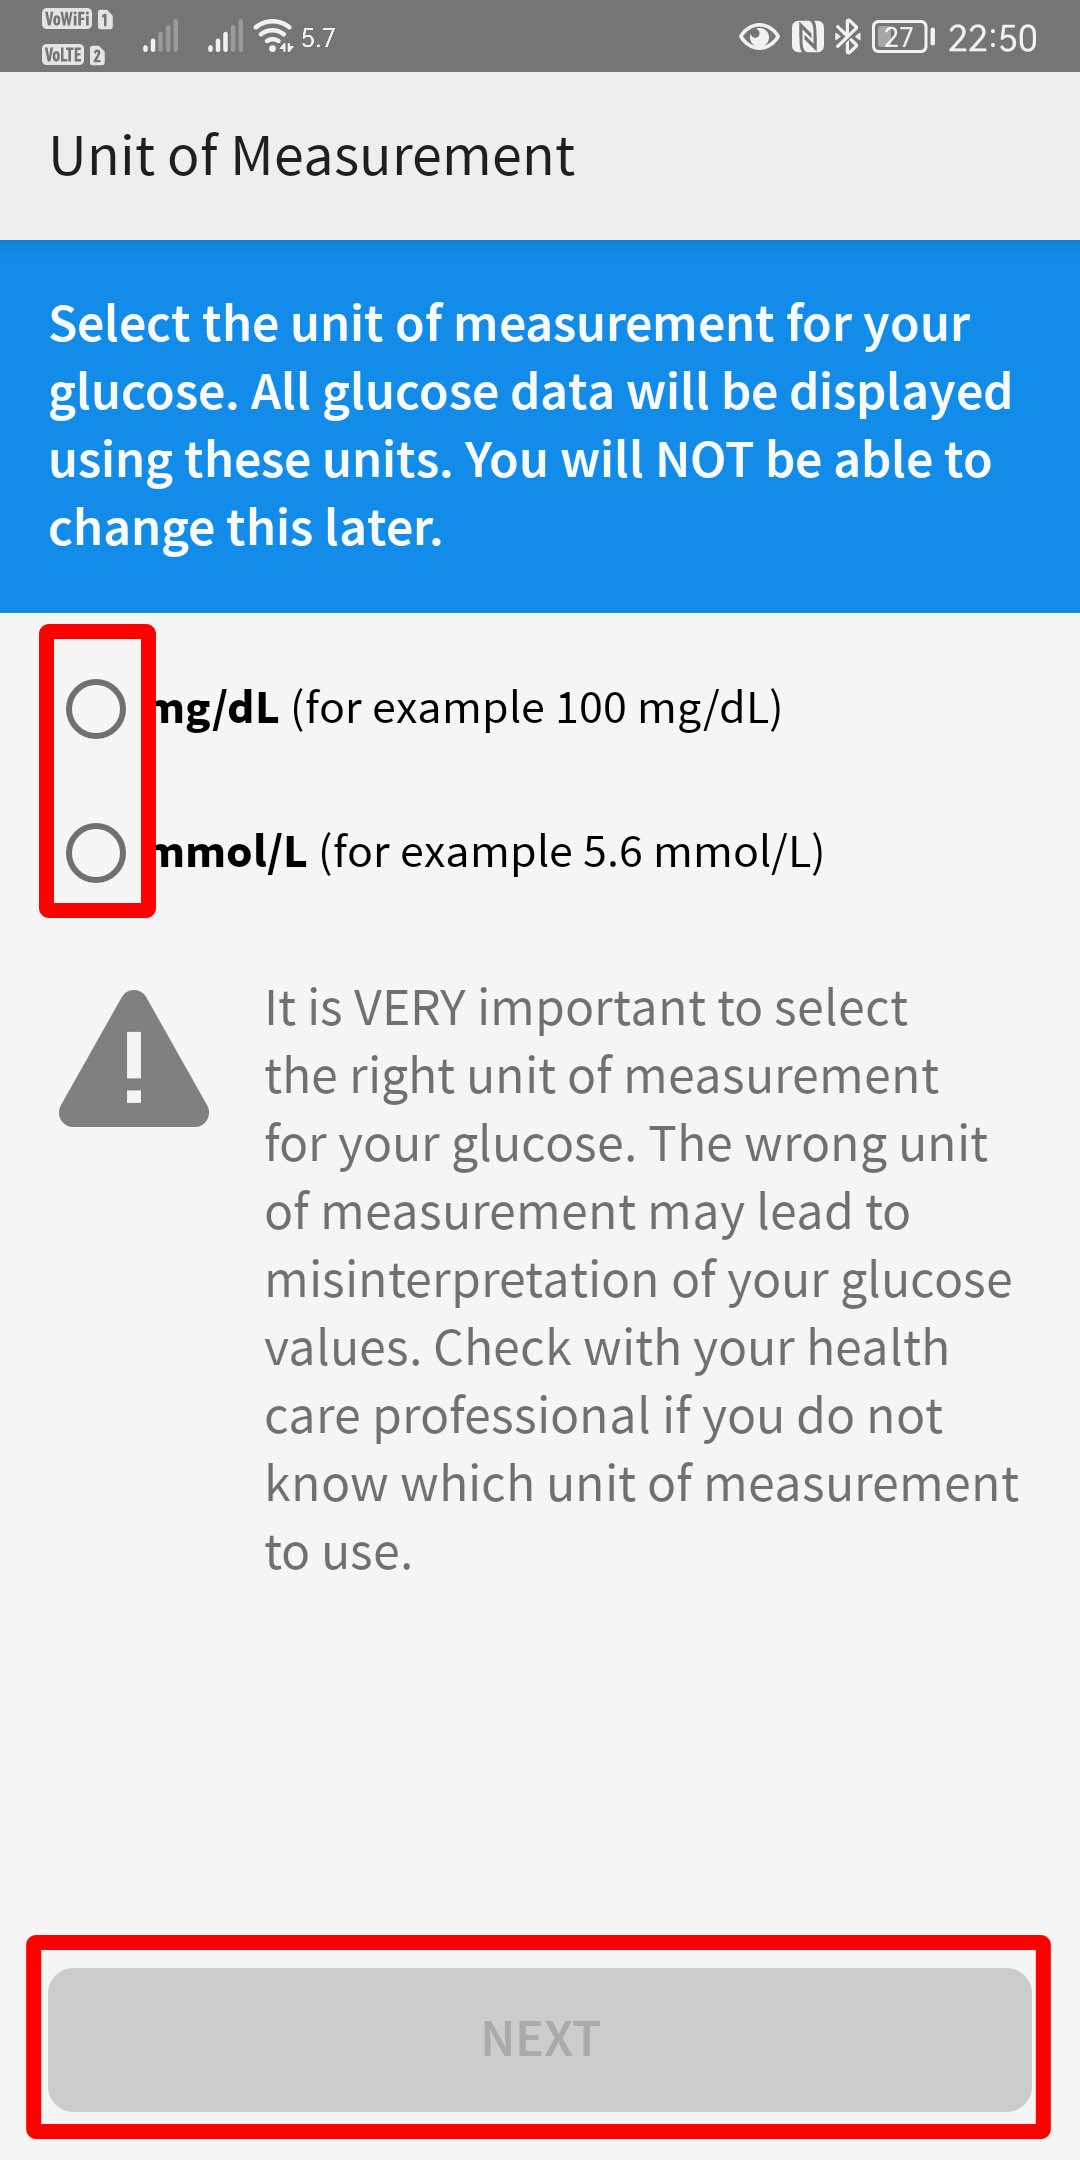 VoWiFi 1
VoLTE 2
5.7
27
22:50
Unit of Measurement
Select the unit of measurement for your
glucose. All glucose data will be displayed
using these units. You will NOT be able to
change this later.
mg/dL (for example 100 mg/dL)
mmol/L (for example 5.6 mmol/L)
It is VERY important to select
the right unit of measurement
for your glucose. The wrong unit
of measurement may lead to
misinterpretation of your glucose
values. Check with your health
care professional if you do not
know which unit of measurement
to use.
NEXT